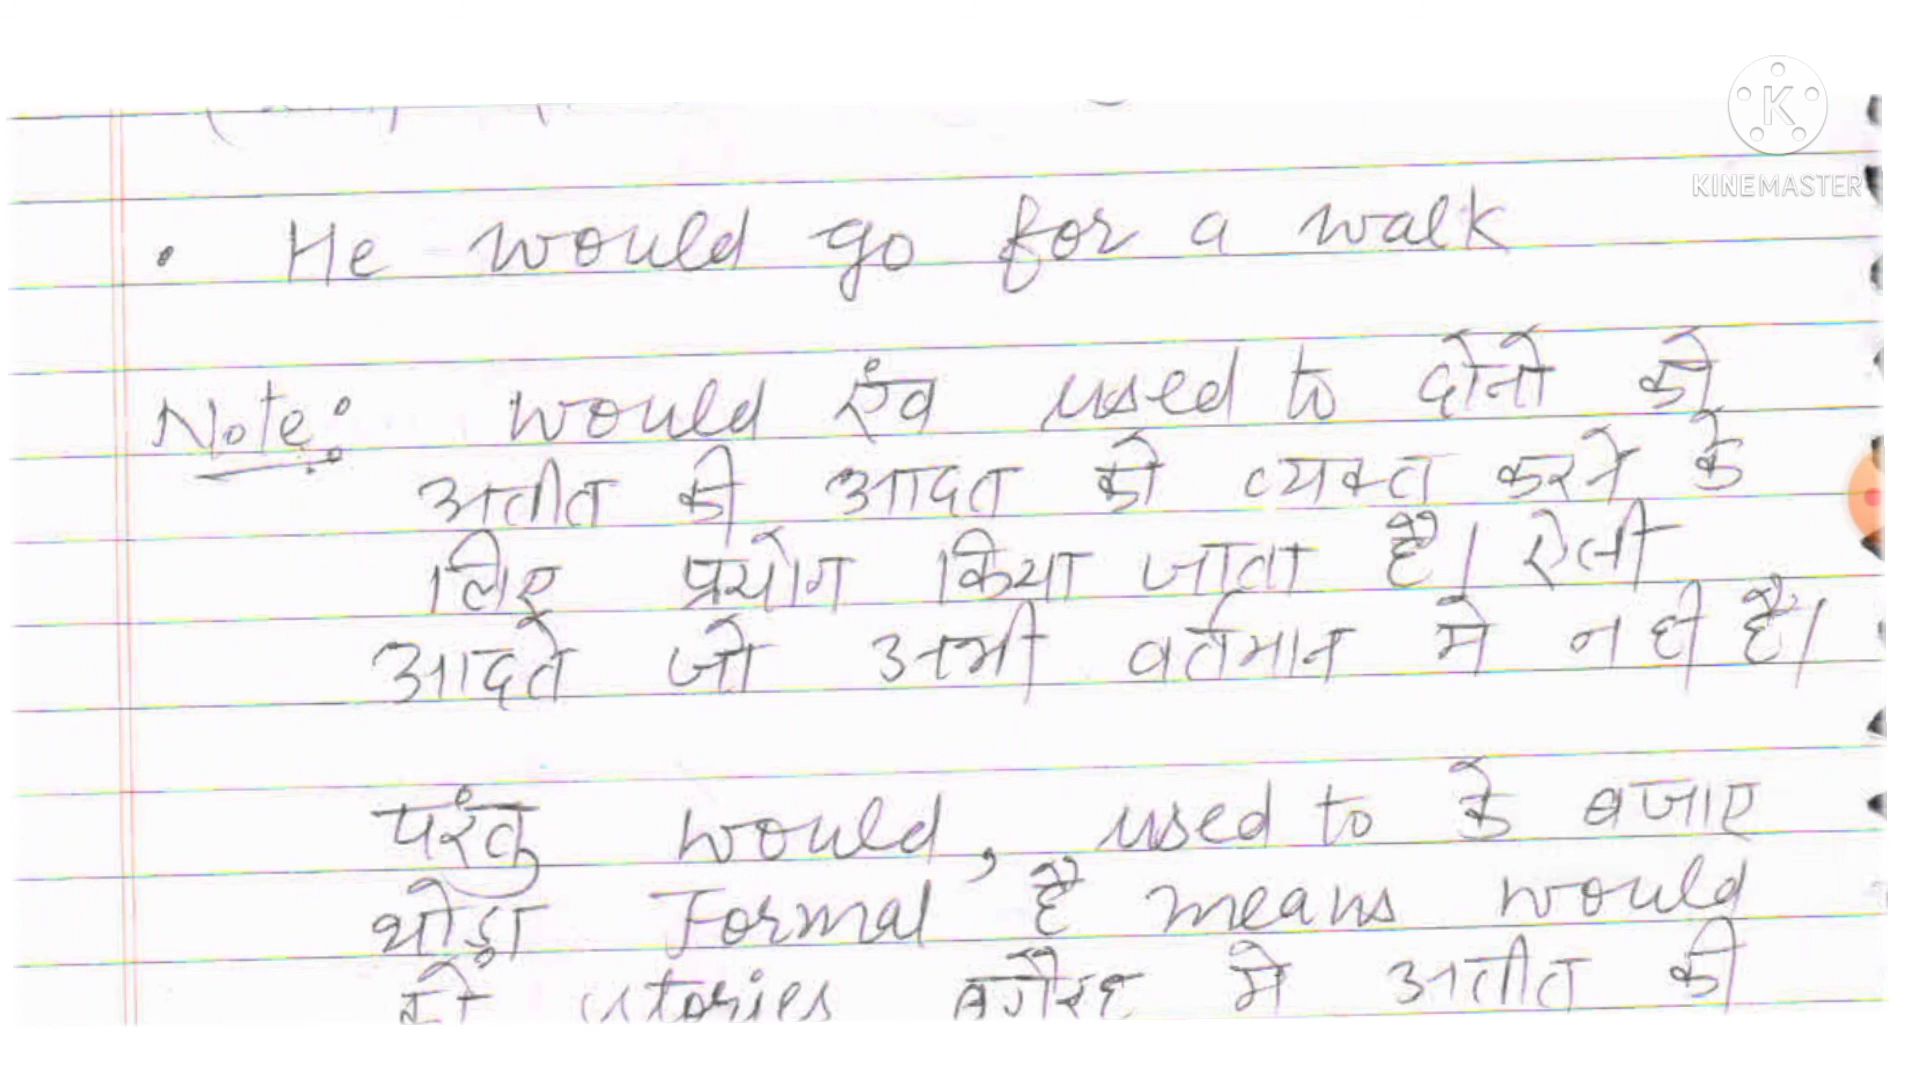 KINEMASTER
• He would go for a walk
Note: would एंव used to दोनो को
अतीत की आदत को व्यक्त करने के
लिए प्रयोग किया जाता है। ऐसी
आदते जो अभी वर्तमान मे नही है।
परंतु would, used to के बजाए
थोड़ा Formal है means would
stories वगैरह मे अतीत की